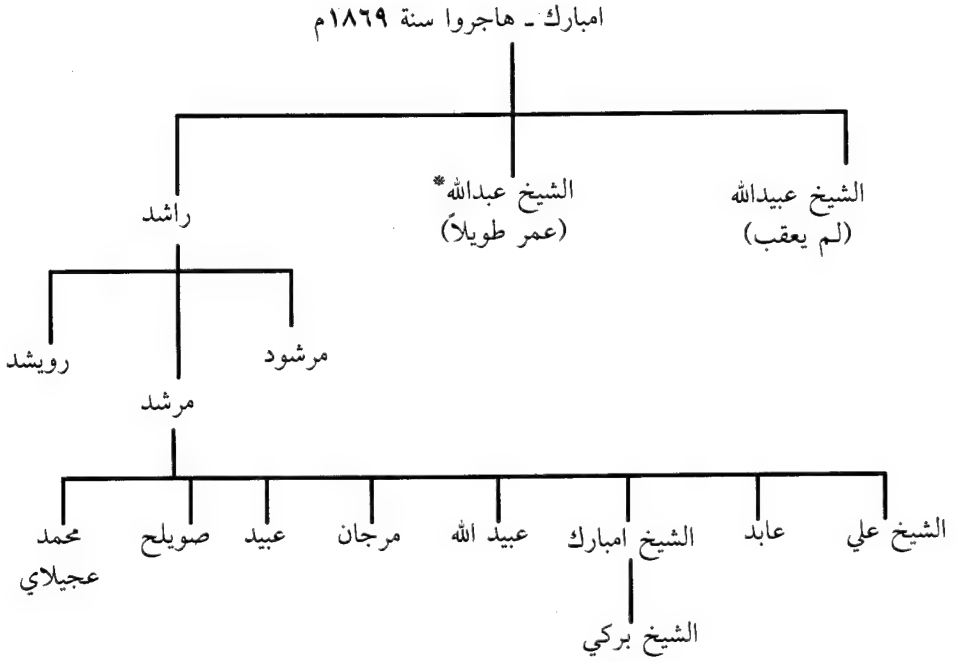 امبارك - هاجروا سنة ١٨٦٩م
الشيخ عبيدالله
(لم يعقب)
الشيخ عبدالله*
(عمر طويلاً)
راشد
مرشود
رويشد
مرشد
الشيخ علي
عابد
الشيخ امبارك
عبيد الله
مرجان
عبيد
صويلح
محمد
عجيلاي
الشيخ بركي